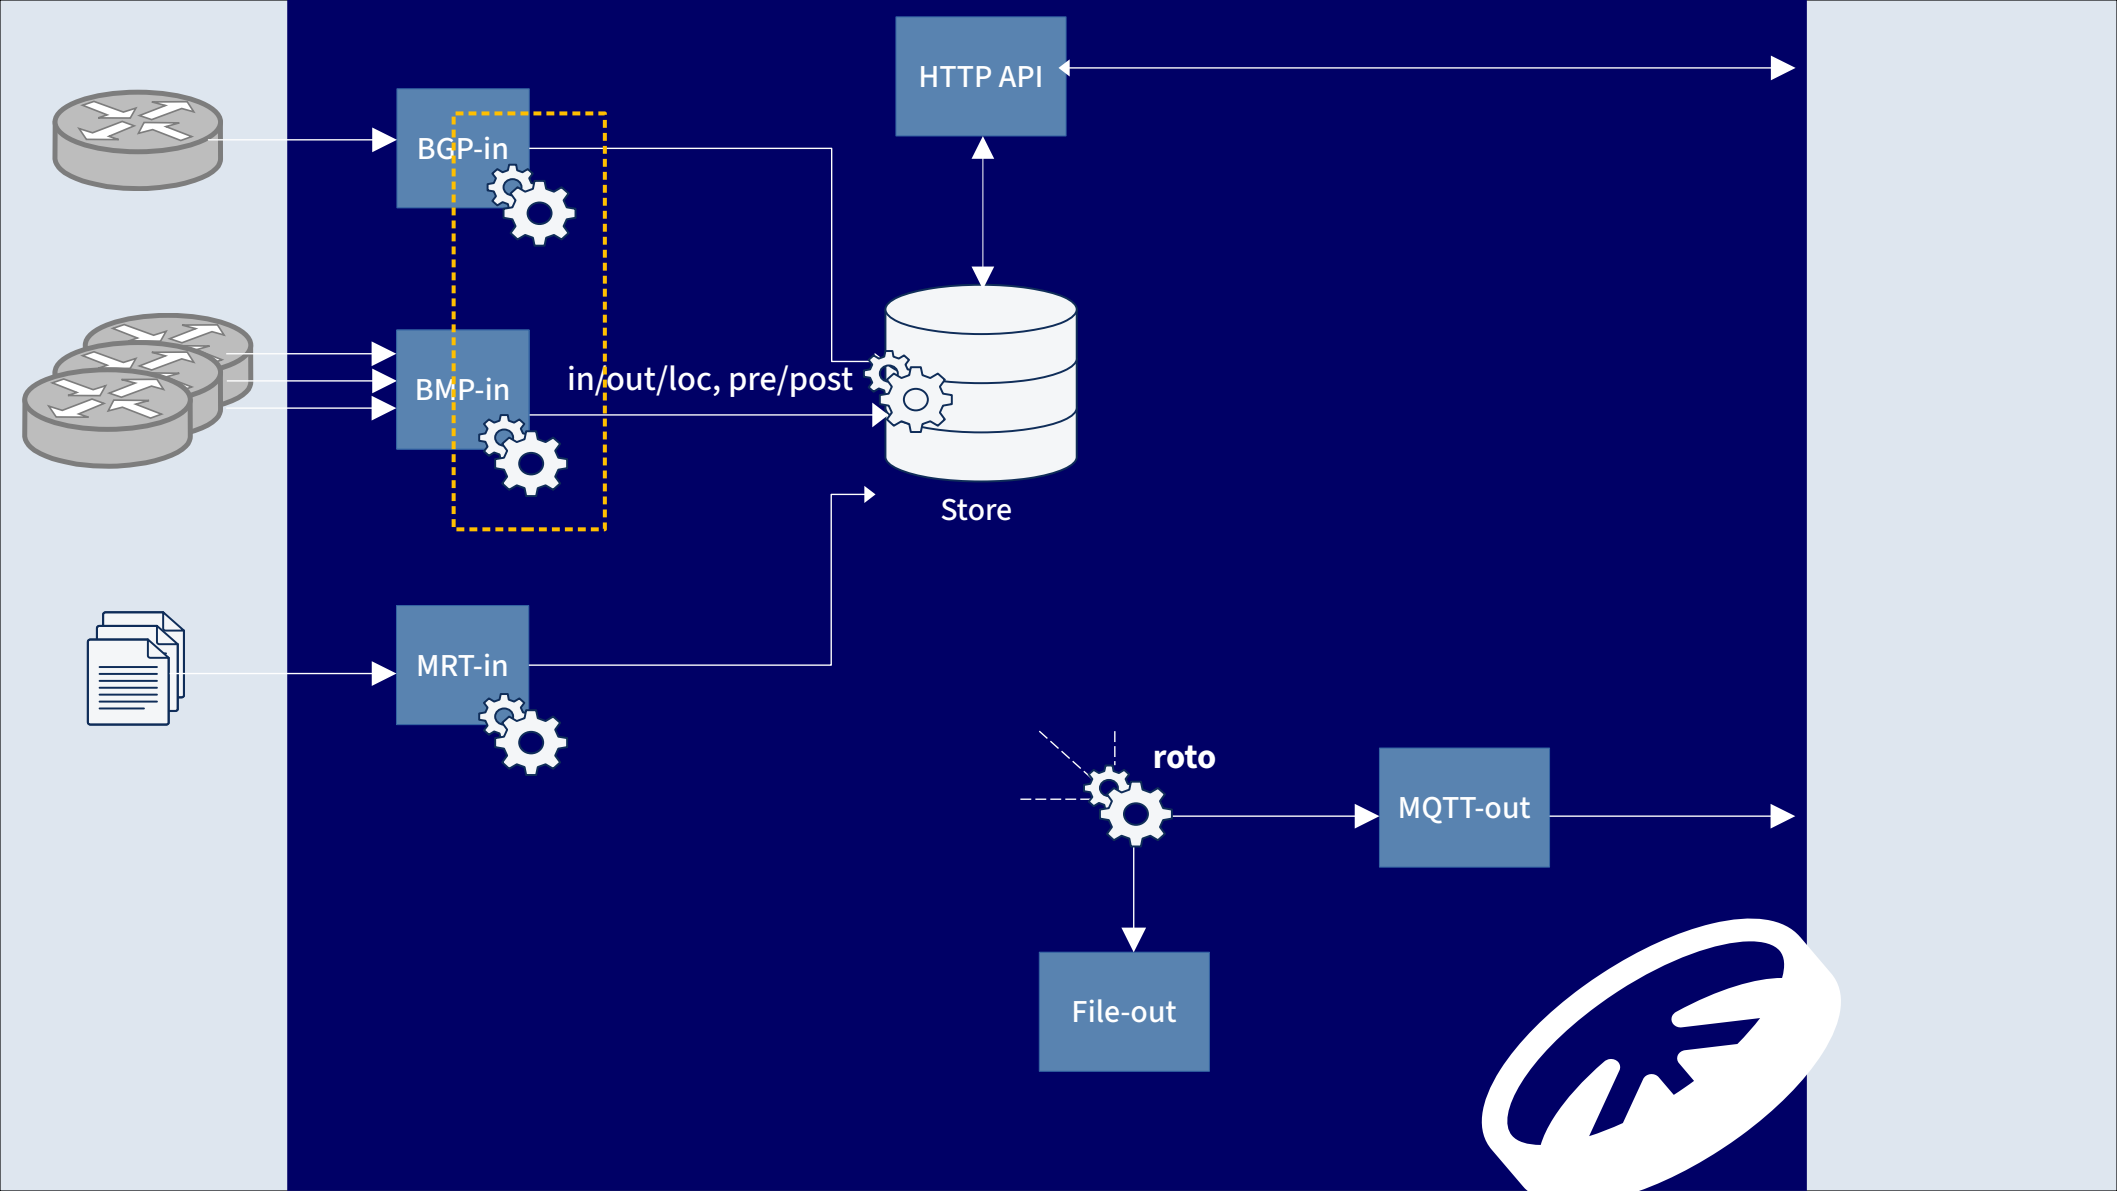 HTTP API
BGP-in
BMP-in
in/out/loc, pre/post
Store
MRT-in
roto
MQTT-out
File-out